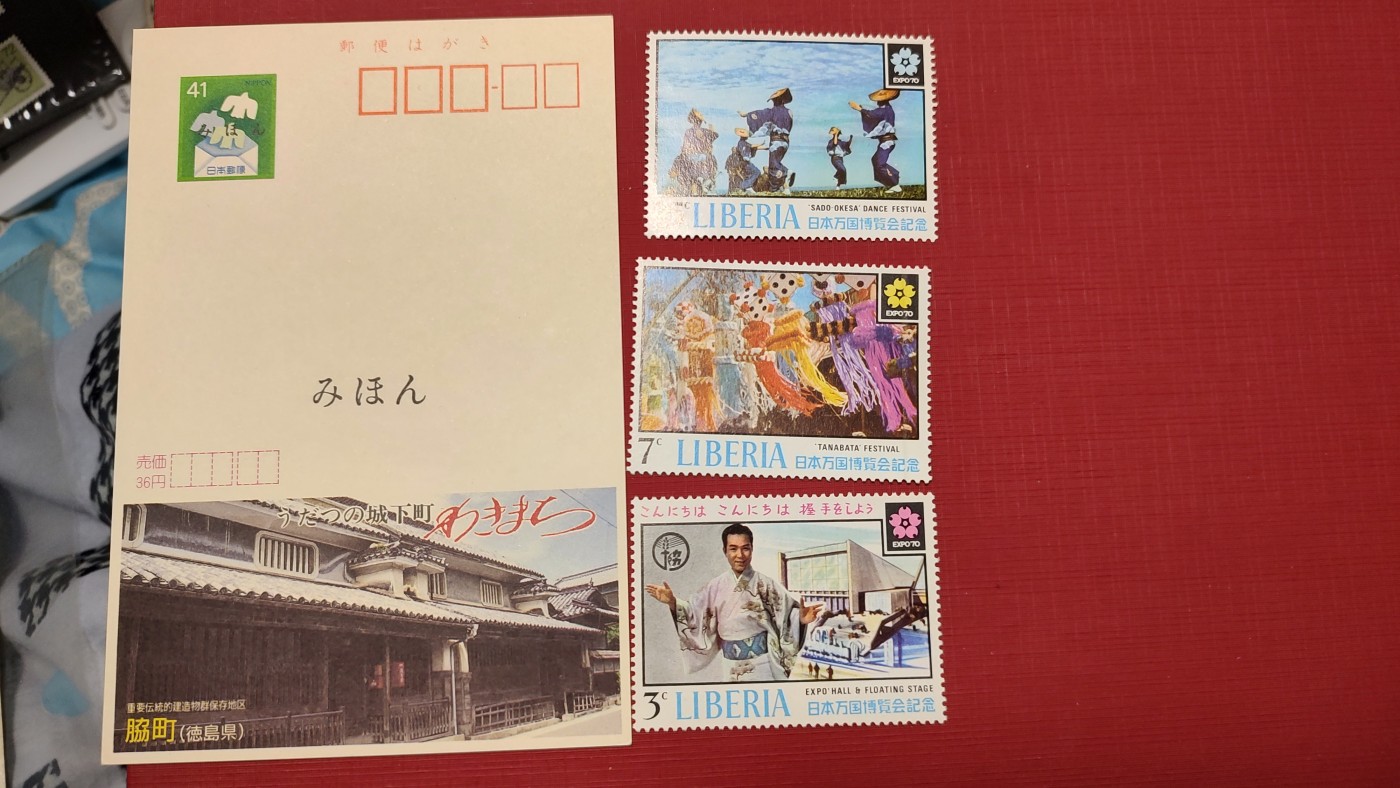 郵便はがき
41
NIPPON
みほん
日本郵便
みほん
売価
36円
うだつの城下町 わきまち
重要伝統的建造物群保存地区
脇町(徳島県)
EXPO'70
'SADO-OKESA' DANCE FESTIVAL
LIBERIA 日本万国博覧会記念
EXPO'70
'TANABATA' FESTIVAL
7c LIBERIA 日本万国博覧会記念
こんにちは こんにちは 握手をしよう
EXPO'70
EXPO' HALL & FLOATING STAGE
3c LIBERIA 日本万国博覧会記念